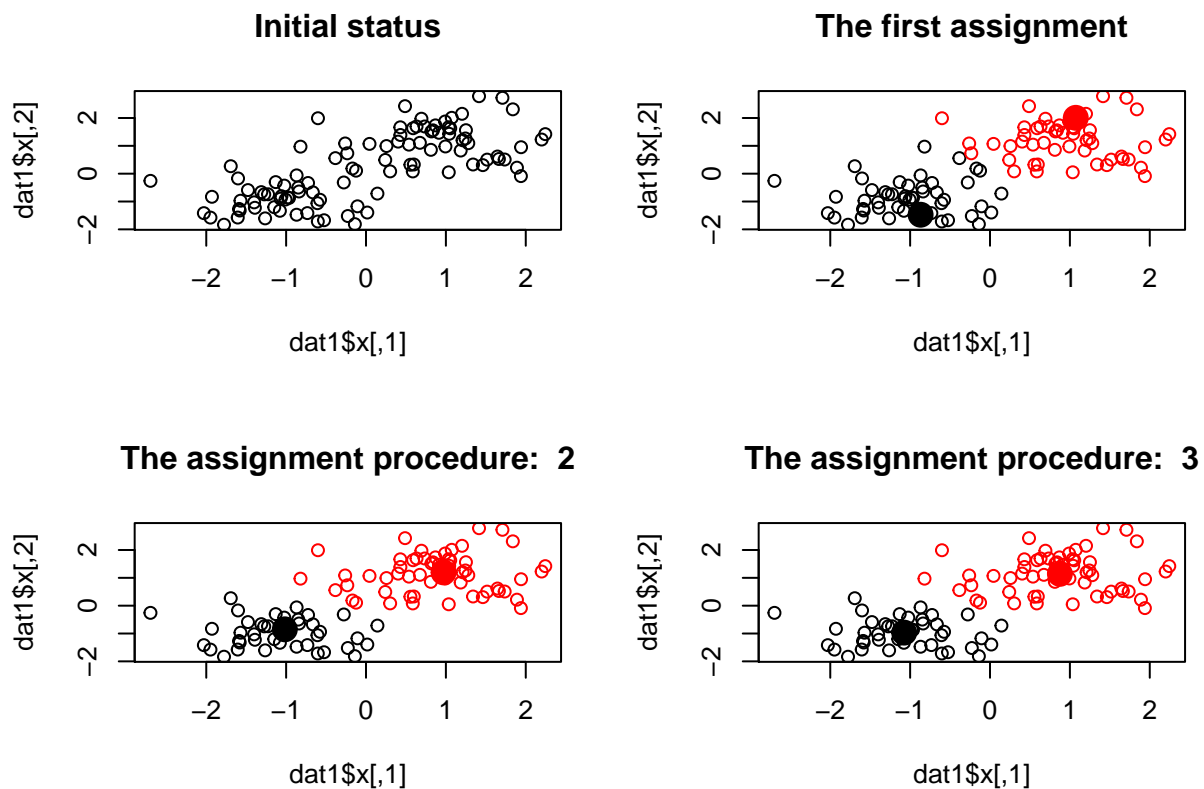 Initial status
dat1$x[,2]
2
0
−2
−2 −1 0 1 2
dat1$x[,1]
The first assignment
dat1$x[,2]
2
0
−2
−2 −1 0 1 2
dat1$x[,1]
The assignment procedure:  2
dat1$x[,2]
2
0
−2
−2 −1 0 1 2
dat1$x[,1]
The assignment procedure:  3
dat1$x[,2]
2
0
−2
−2 −1 0 1 2
dat1$x[,1]